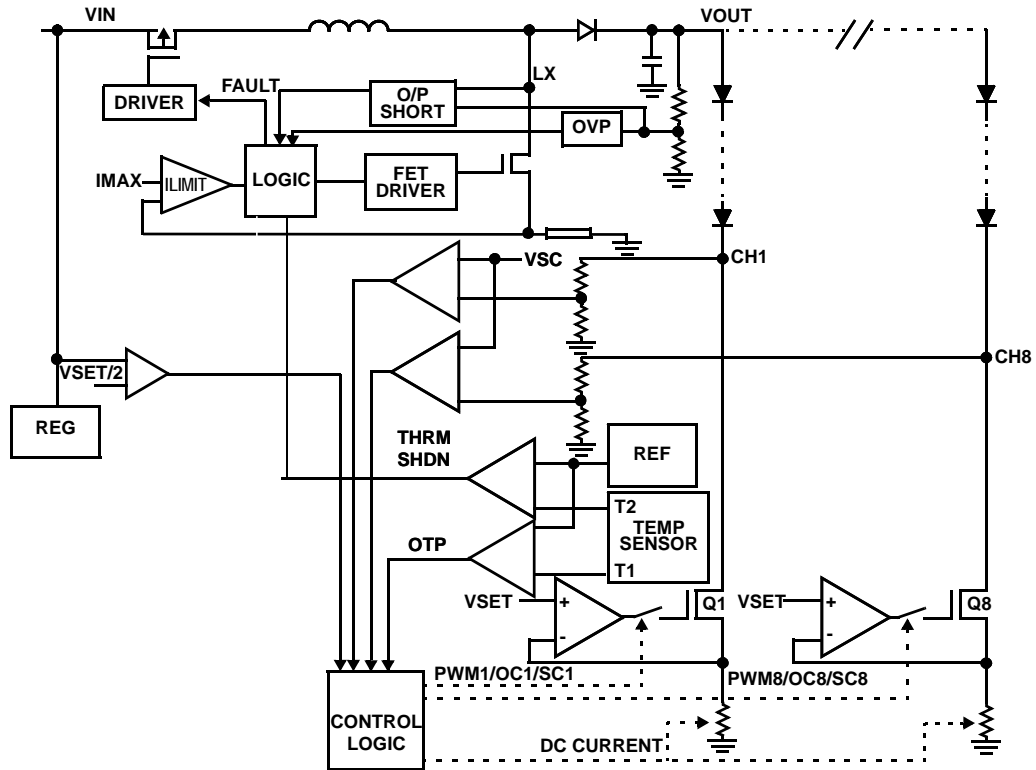 VIN
VOUT
LX
FAULT
DRIVER
O/P
SHORT
OVP
IMAX
ILIMIT
LOGIC
FET
DRIVER
VSC
CH1
CH8
VSET/2
REG
THRM
SHDN
REF
T2
TEMP
SENSOR
T1
OTP
VSET
+
-
Q1
VSET
+
-
Q8
PWM1/OC1/SC1
PWM8/OC8/SC8
CONTROL
LOGIC
DC CURRENT